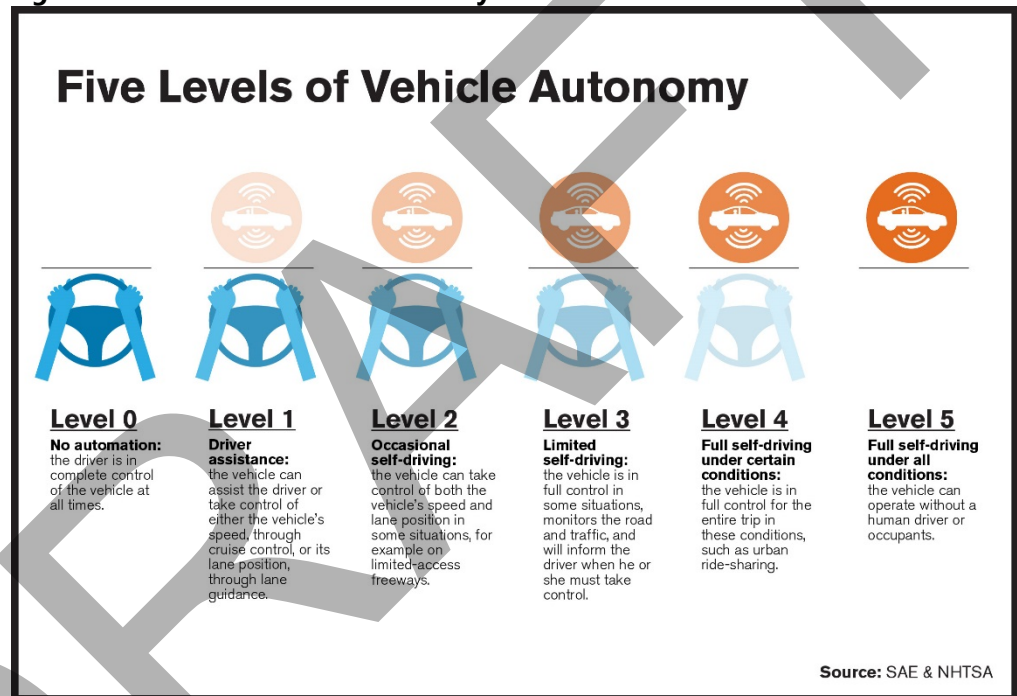 Five Levels of Vehicle Autonomy
Level 0
No automation:
the driver is in
complete control
of the vehicle at
all times.
Level 1
Driver
assistance:
the vehicle can
assist the driver or
take control of
either the vehicle's
speed, through
cruise control, or its
lane position,
through lane
guidance.
Level 2
Occasional
self-driving:
the vehicle can take
control of both the
vehicle's speed and
lane position in
some situations, for
example on
limited-access
freeways.
Level 3
Limited
self-driving:
the vehicle is in
full control in
some situations,
monitors the road
and traffic, and
will inform the
driver when he or
she must take
control.
Level 4
Full self-driving
under certain
conditions:
the vehicle is in
full control for the
entire trip in
these conditions,
such as urban
ride-sharing.
Level 5
Full self-driving
under all
conditions:
the vehicle can
operate without a
human driver or
occupants.
Source: SAE & NHTSA